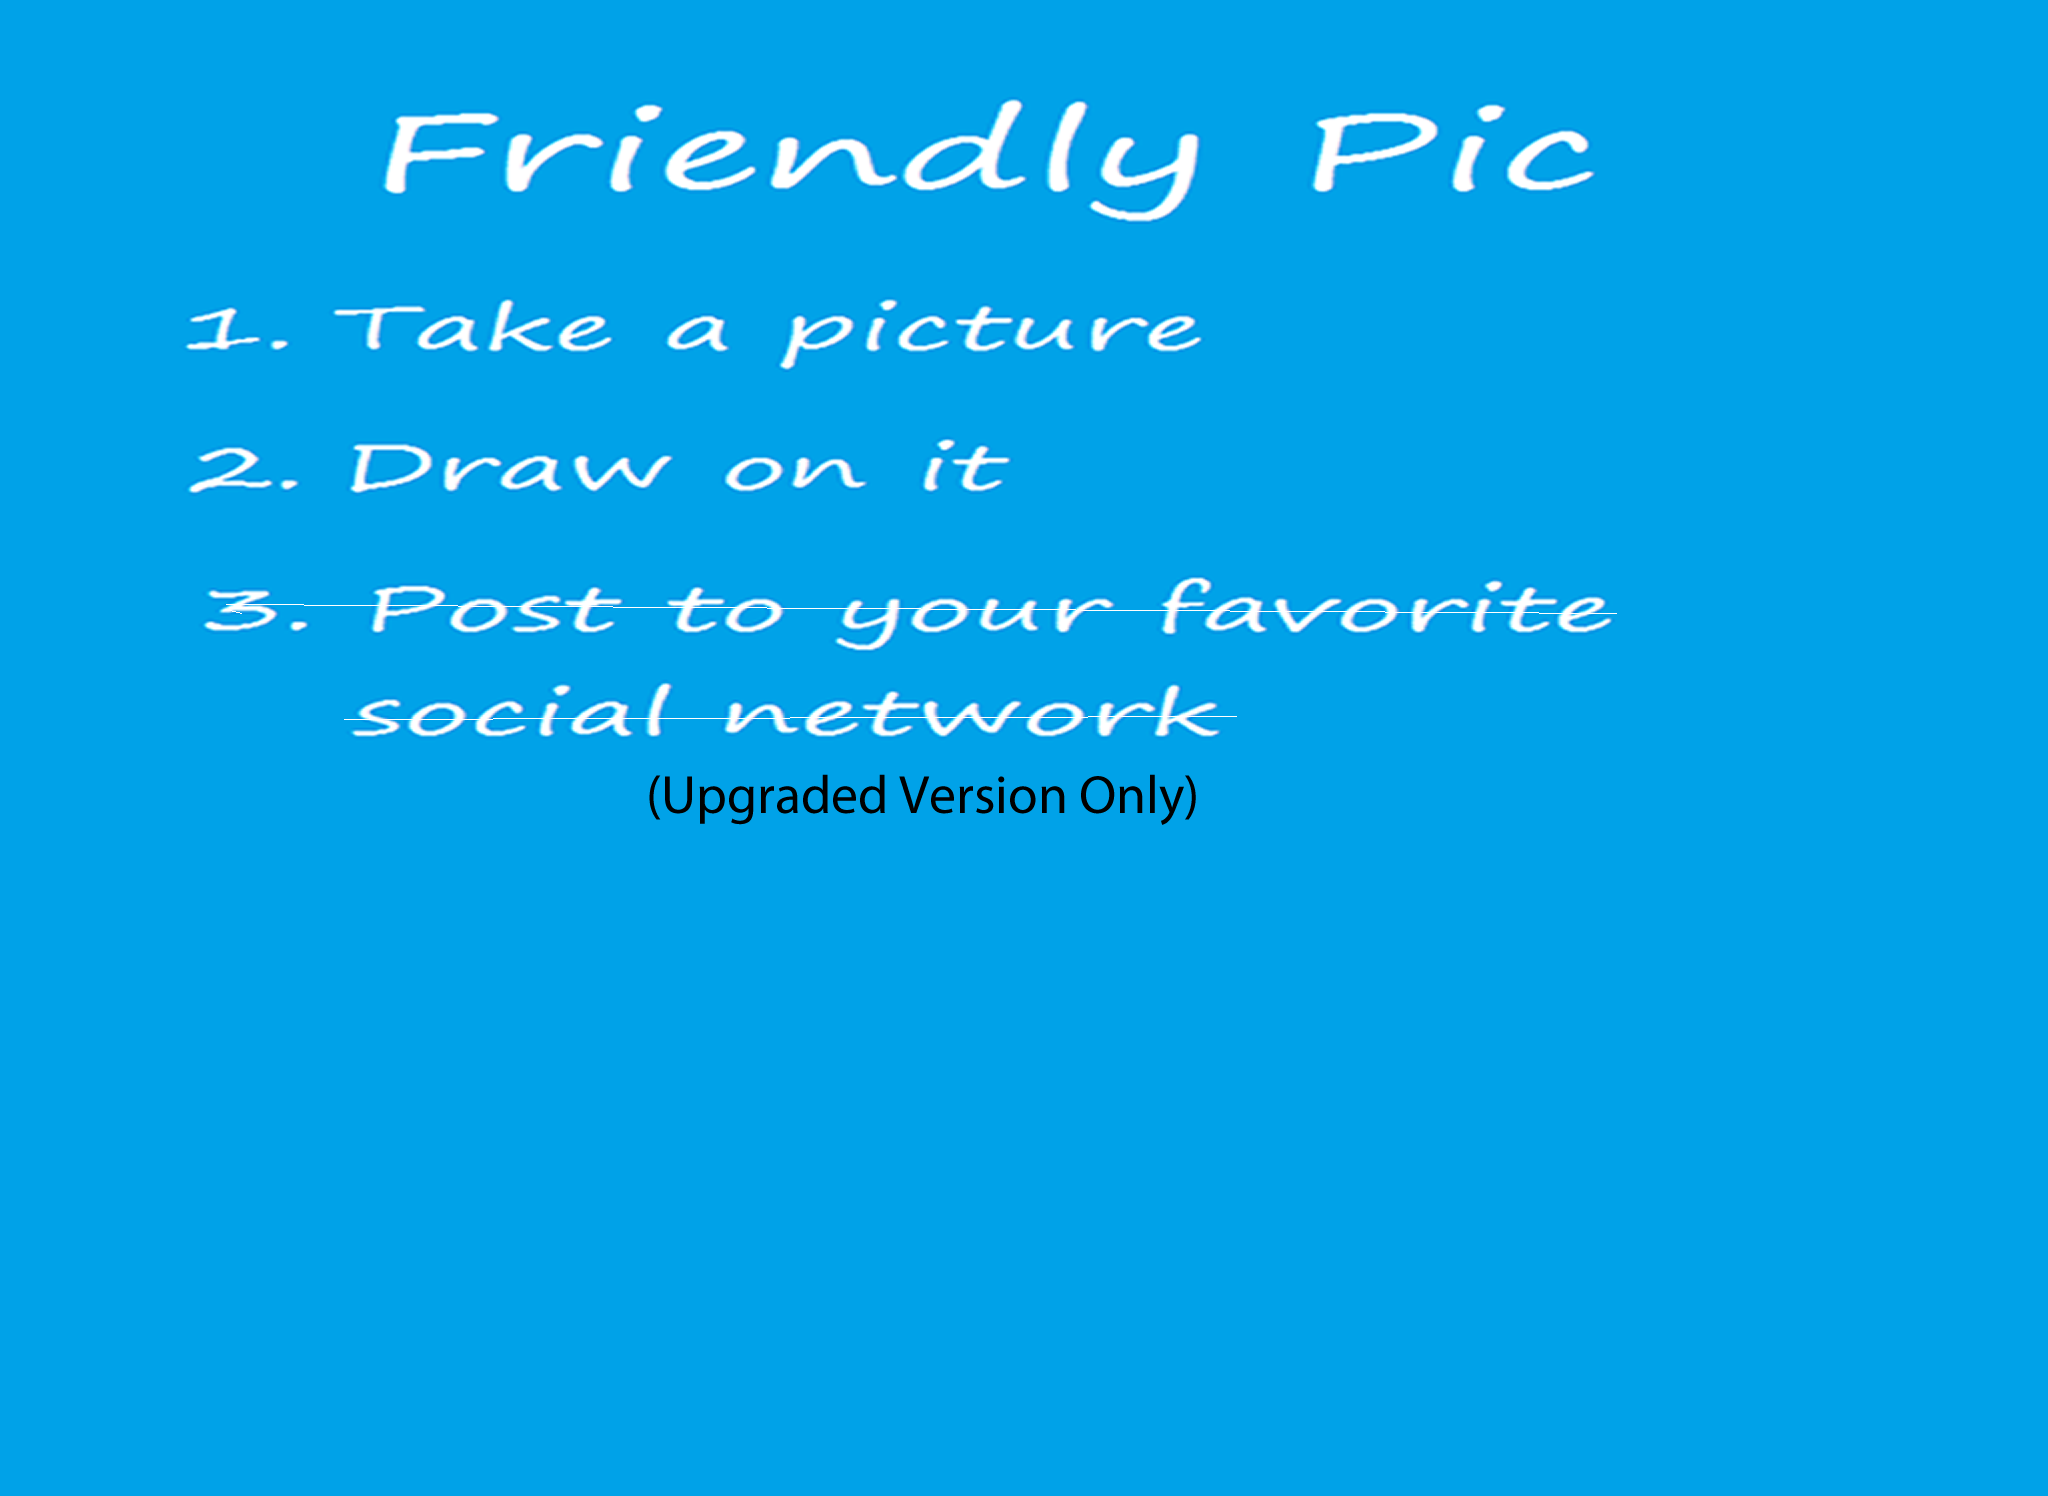 Friendly Pic
1. Take a picture
2. Draw on it
3. Post to your favorite
social network
(Upgraded Version Only)